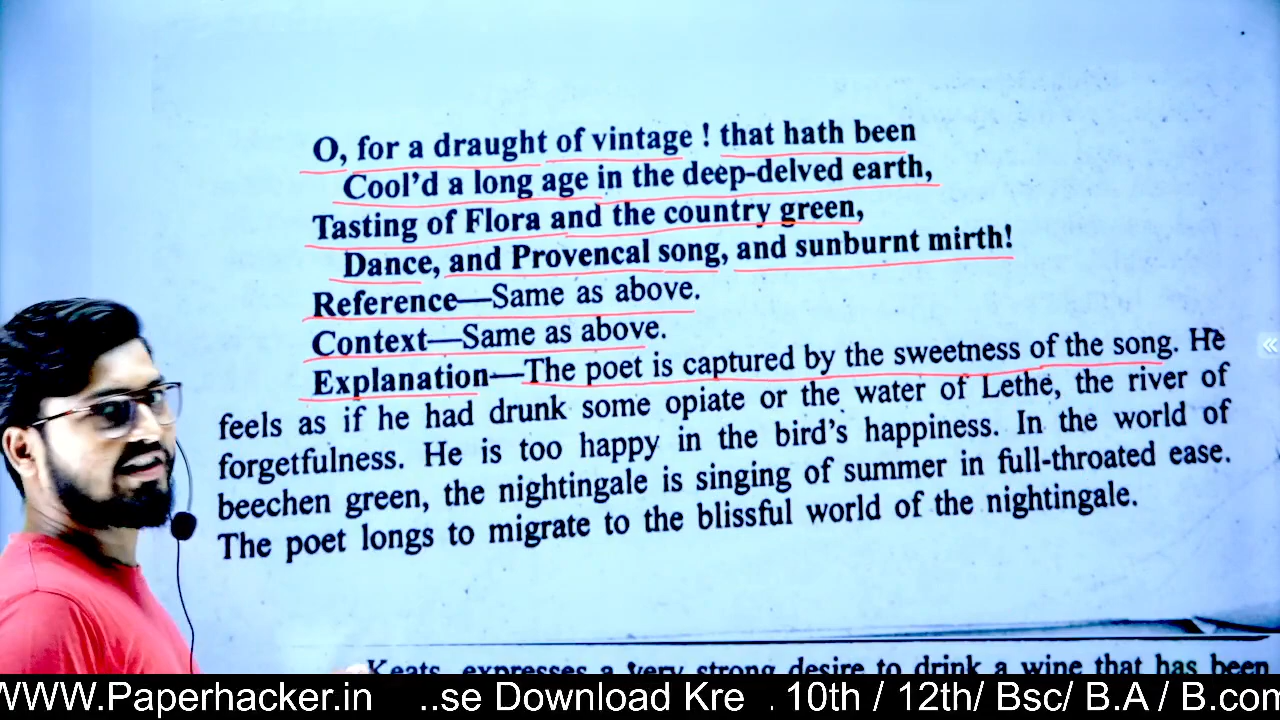 O, for a draught of vintage ! that hath been
Cool’d a long age in the deep-delved earth,
Tasting of Flora and the country green,
Dance, and Provencal song, and sunburnt mirth!
Reference—Same as above.
Context—Same as above.
Explanation—The poet is captured by the sweetness of the song. He
feels as if he had drunk some opiate or the water of Lethe, the river of
forgetfulness. He is too happy in the bird’s happiness. In the world of
beechen green, the nightingale is singing of summer in full-throated ease.
The poet longs to migrate to the blissful world of the nightingale.
Keats, expresses a very strong desire to drink a wine that has been
WWW.Paperhacker.in ..se Download Kre . 10th / 12th/ Bsc/ B.A / B.com